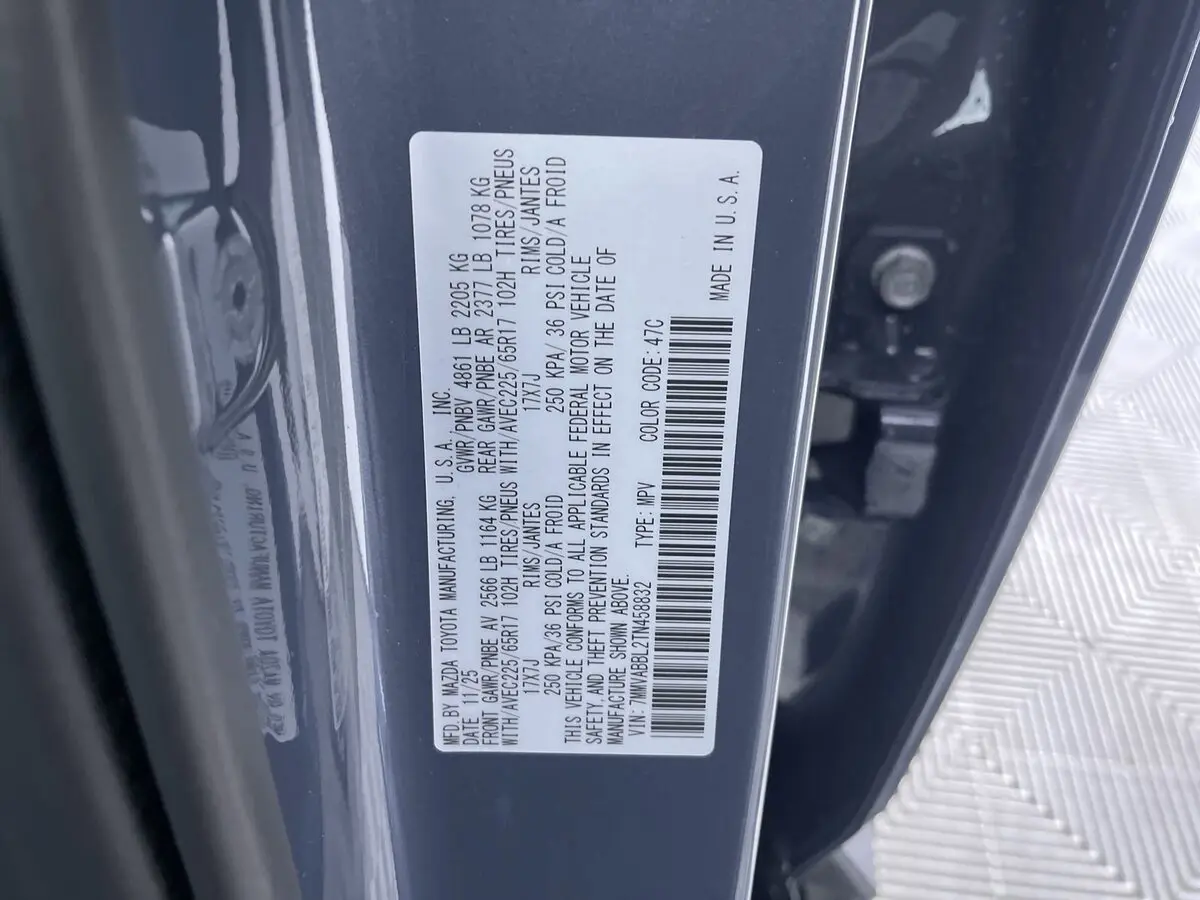 MFD. BY MAZDA TOYOTA MANUFACTURING, U.S.A., INC.
DATE 11/25 GVWR/PNBV 4861 LB 2205 KG
FRONT GAWR/PNBE AV 2566 LB 1164 KG REAR GAWR/PNBE AR 2377 LB 1078 KG
WITH/AVEC225/65R17 102H TIRES/PNEUS WITH/AVEC225/65R17 102H TIRES/PNEUS
17X7J RIMS/JANTES 17X7J RIMS/JANTES
250 KPA/36 PSI COLD/A FROID 250 KPA/ 36 PSI COLD/A FROID
THIS VEHICLE CONFORMS TO ALL APPLICABLE FEDERAL MOTOR VEHICLE
SAFETY,AND THEFT PREVENTION STANDARDS IN EFFECT ON THE DATE OF
MANUFACTURE SHOWN ABOVE.
VIN: 7MMVABBL2TN458832 TYPE: MPV COLOR CODE: 47C
MADE IN U.S.A.